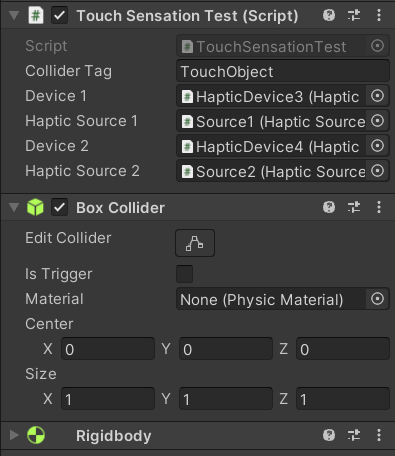 Touch Sensation Test (Script)
Script TouchSensationTest
Collider Tag TouchObject
Device 1 HapticDevice3 (Haptic
Haptic Source 1 Source1 (Haptic Source
Device 2 HapticDevice4 (Haptic
Haptic Source 2 Source2 (Haptic Source
Box Collider
Edit Collider
Is Trigger
Material None (Physic Material)
Center
X 0 Y 0 Z 0
Size
X 1 Y 1 Z 1
Rigidbody